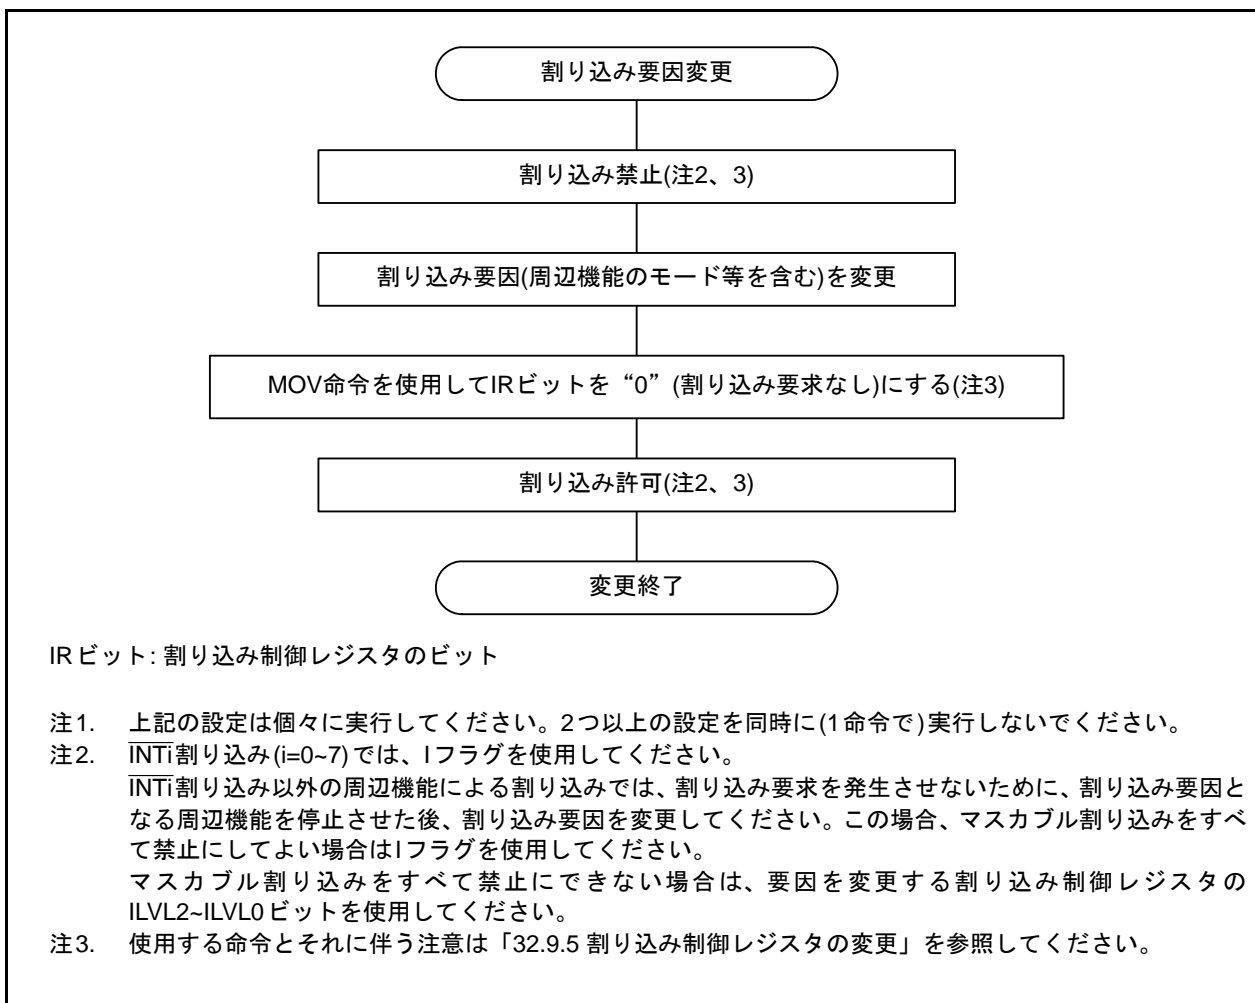 割り込み要因変更
割り込み禁止(注2、3)
割り込み要因(周辺機能のモード等を含む)を変更
MOV命令を使用してIRビットを“0”(割り込み要求なし)にする(注3)
割り込み許可(注2、3)
変更終了
IRビット: 割り込み制御レジスタのビット
注1. 上記の設定は個々に実行してください。2つ以上の設定を同時に(1命令で)実行しないでください。
注2. INTi割り込み(i=0~7)では、Iフラグを使用してください。
INTi割り込み以外の周辺機能による割り込みでは、割り込み要求を発生させないために、割り込み要因と
なる周辺機能を停止させた後、割り込み要因を変更してください。この場合、マスカブル割り込みをすべ
て禁止にしてよい場合はIフラグを使用してください。
マスカブル割り込みをすべて禁止にできない場合は、要因を変更する割り込み制御レジスタの
ILVL2~ILVL0ビットを使用してください。
注3. 使用する命令とそれに伴う注意は「32.9.5 割り込み制御レジスタの変更」を参照してください。